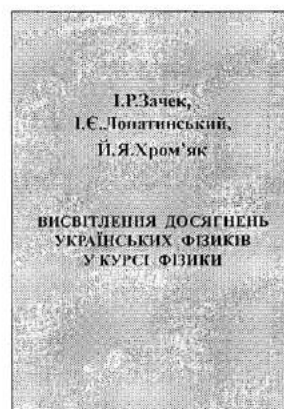 І.Р.Зачек,
І.Є.Лопатинський,
Й.Я.Хром'як
ВИСВІТЛЕННЯ ДОСЯГНЕНЬ
УКРАЇНСЬКИХ ФІЗИКІВ
У КУРСІ ФІЗИКИ